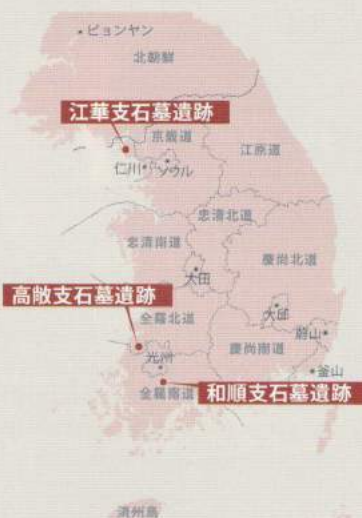 ピョンヤン
北朝鮮
江華支石墓遺跡
京畿道
江原道
仁川
ソウル
忠清北道
忠清南道
慶尚北道
大田
高敞支石墓遺跡
全羅北道
大邱
蔚山
光州
慶尚南道
釜山
和順支石墓遺跡
全羅南道
済州島